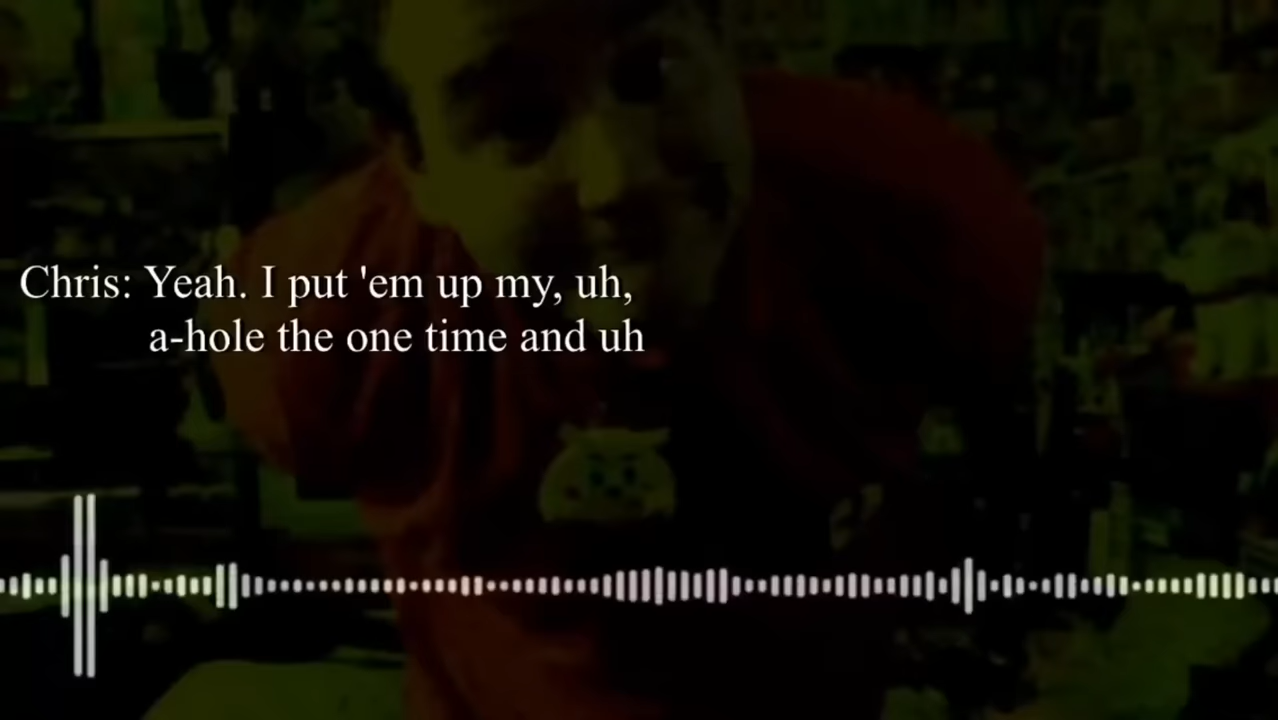 Chris: Yeah. I put 'em up my, uh,
a-hole the one time and uh